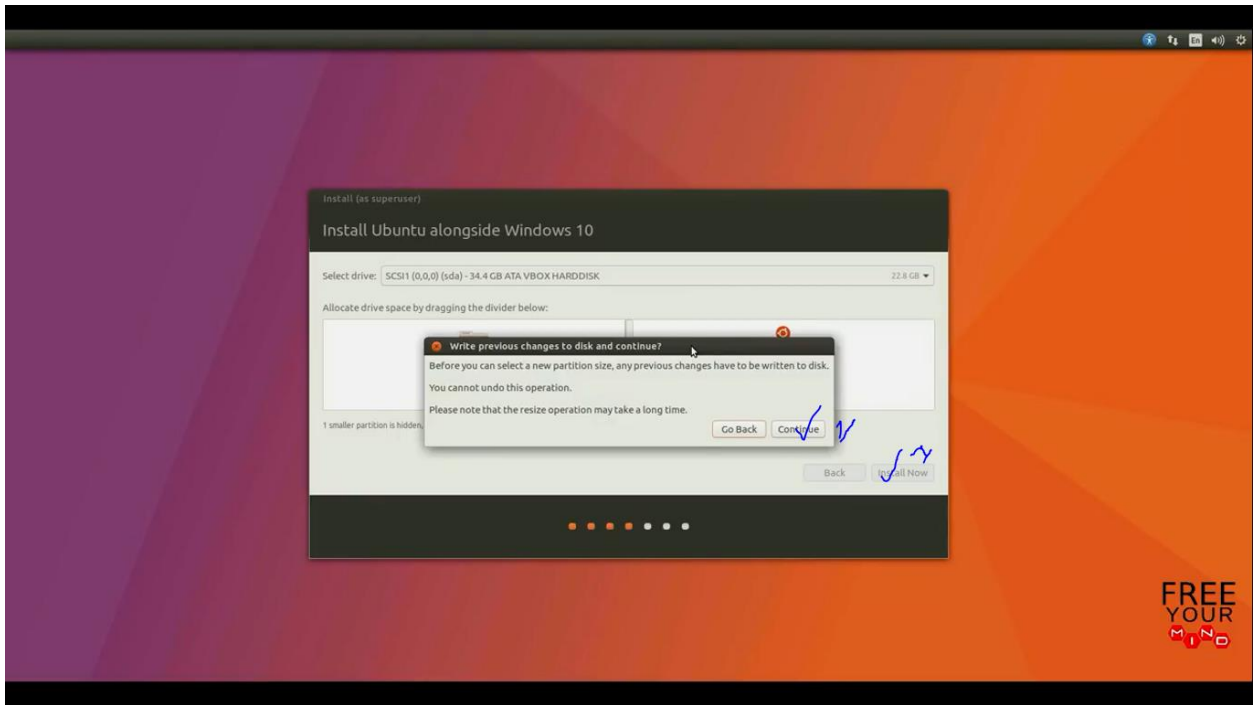 En
Install (as superuser)
Install Ubuntu alongside Windows 10
Select drive: SCSI1 (0,0,0) (sda) - 34.4 GB ATA VBOX HARDDISK 22.8 GB
Allocate drive space by dragging the divider below:
Write previous changes to disk and continue?
Before you can select a new partition size, any previous changes have to be written to disk.
You cannot undo this operation.
Please note that the resize operation may take a long time.
1 smaller partition is hidden,
Go Back Continue
Back Install Now
FREE
YOUR
MIND